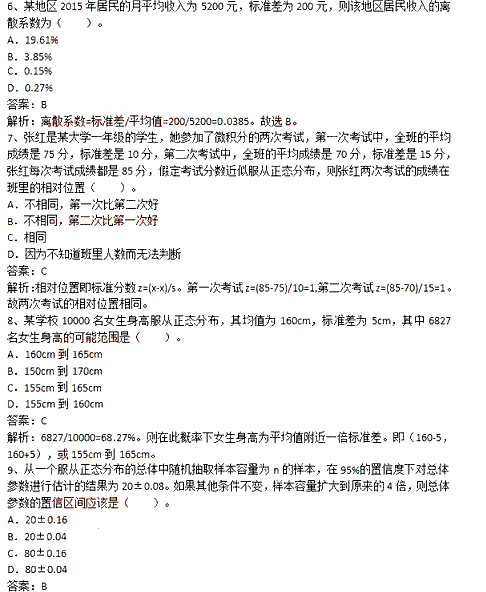 6、某地区 2015 年居民的月平均收入为 5200 元，标准差为 200 元，则该地区居民收入的离
散系数为（　　）。
A．19.61%
B．3.85%
C．0.15%
D．0.27%
答案：B
解析：离散系数=标准差/平均值=200/5200=0.0385。故选 B。
7、张红是某大学一年级的学生，她参加了微积分的两次考试，第一次考试中，全班的平均
成绩是 75 分，标准差是 10 分，第二次考试中，全班的平均成绩是 70 分，标准差是 15 分，
张红每次考试成绩都是 85 分，假定考试分数近似服从正态分布，则张红两次考试的成绩在
班里的相对位置（　　）。
A．不相同，第一次比第二次好
B．不相同，第二次比第一次好
C．相同
D．因为不知道班里人数而无法判断
答案：C
解析：相对位置即标准分数 z=(x-x)/s。第一次考试 z=(85-75)/10=1,第二次考试 z=(85-70)/15=1。
故两次考试的相对位置相同。
8、某学校 10000 名女生身高服从正态分布，其均值为 160cm，标准差为 5cm，其中 6827
名女生身高的可能范围是（　　）。
A．160cm 到 165cm
B．150cm 到 170cm
C．155cm 到 165cm
D．155cm 到 160cm
答案：C
解析：6827/10000=68.27%。则在此概率下女生身高为平均值附近一倍标准差。即（160-5，
160+5），或 155cm 到 165cm。
9、从一个服从正态分布的总体中随机抽取样本容量为 n 的样本，在 95%的置信度下对总体
参数进行估计的结果为 20±0.08。如果其他条件不变，样本容量扩大到原来的 4 倍，则总体
参数的置信区间应该是（　　）。
A．20±0.16
B．20±0.04
C．80±0.16
D．80±0.04
答案：B